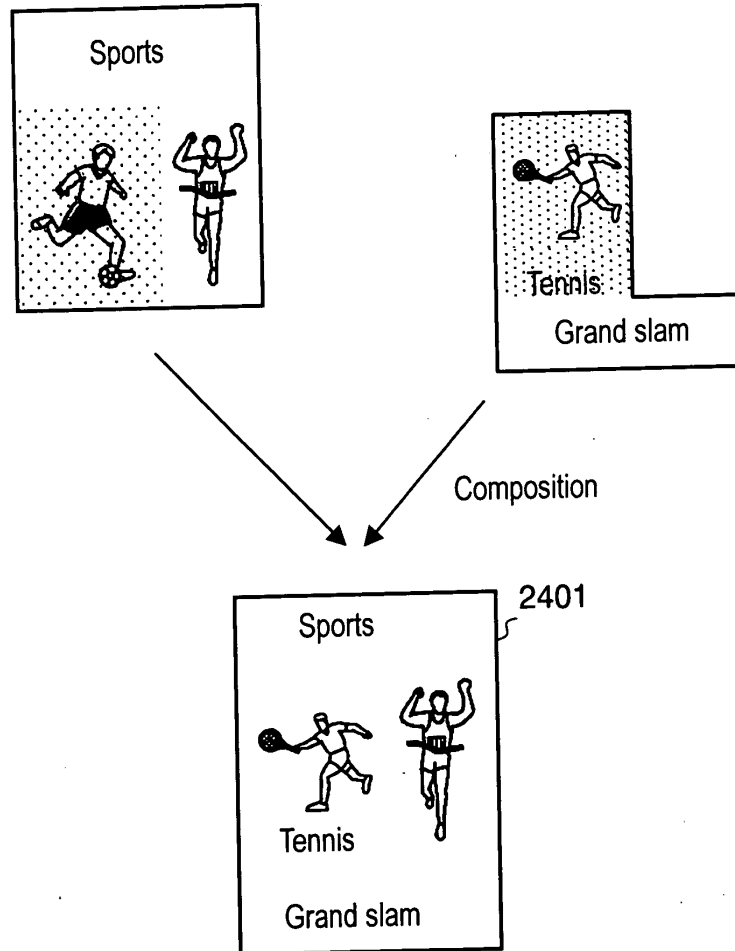 Sports
Tennis
Grand slam
Composition
2401
Sports
Tennis
Grand slam